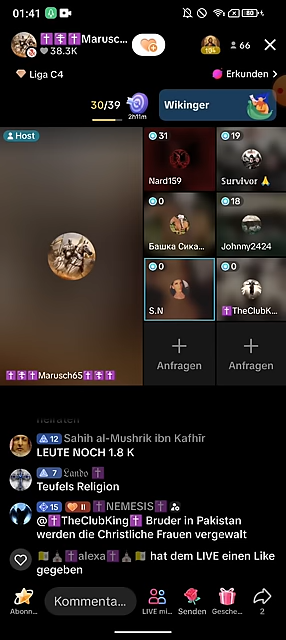 01:41
80
✝️✝️✝️Marusc...
38.3K
66
Liga C4
Erkunden >
30/39
2h11m
Wikinger
Host
31
19
Nard159
Survivor 🙏
0
18
Башка Сика...
Johnny2424
0
0
S.N
✝️TheClubK...
Anfragen
Anfragen
✝️✝️✝️Marusch65✝️✝️✝️
12 Sahih al-Mushrik ibn Kafhīr
LEUTE NOCH 1.8 K
7 Lando ✝️
Teufels Religion
15 II ✝️NEMESIS✝️
@✝️TheClubKing✝️ Bruder in Pakistan
werden die Christliche Frauen vergewalt
✝️alexa✝️ hat dem LIVE einen Like
gegeben
Kommenta...
Abonn...
LIVE mi...
Senden
Gesche...
2